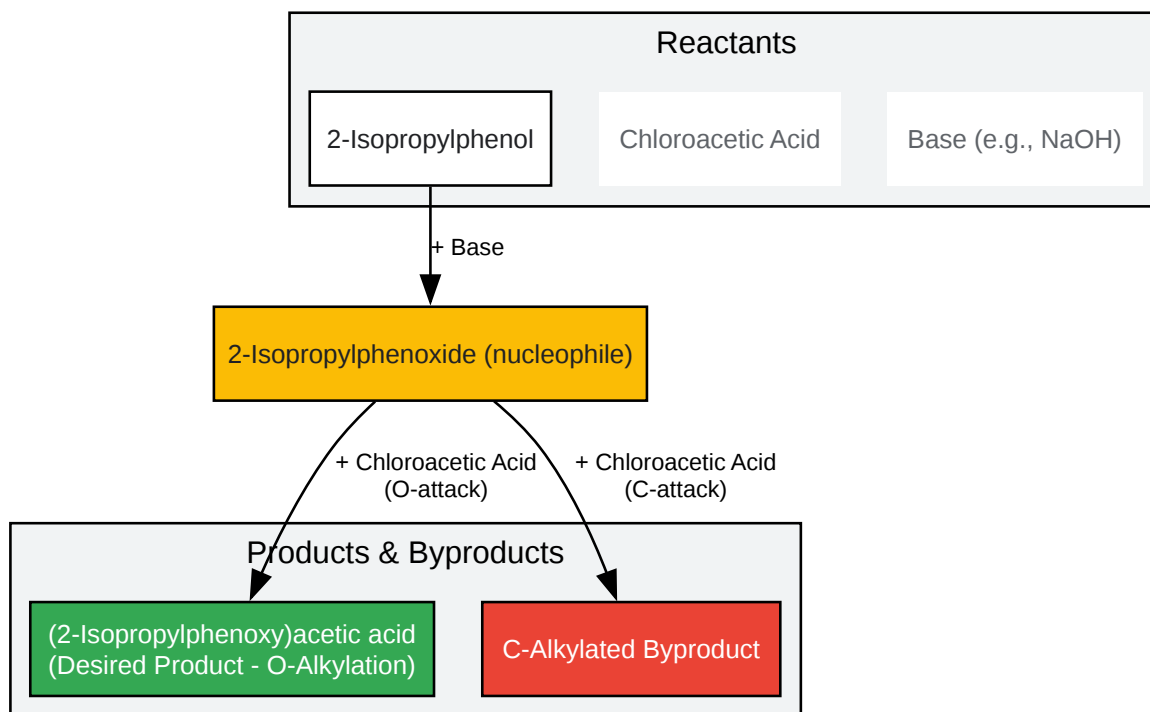 Reactants
2-Isopropylphenol
Chloroacetic Acid
Base (e.g., NaOH)
+ Base
2-Isopropylphenoxide (nucleophile)
+ Chloroacetic Acid
(O-attack)
+ Chloroacetic Acid
(C-attack)
Products & Byproducts
(2-Isopropylphenoxy)acetic acid
(Desired Product - O-Alkylation)
C-Alkylated Byproduct